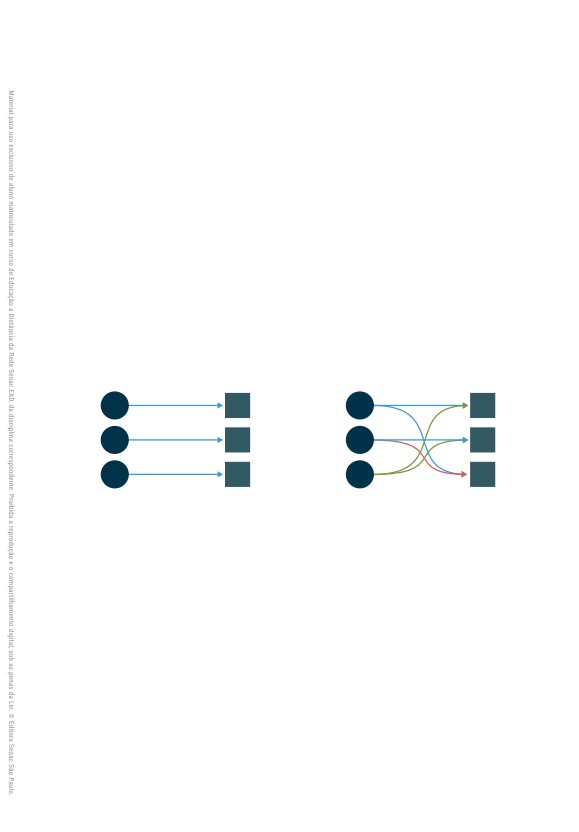 Material para uso exclusivo de aluno matriculado em curso de Educação a Distância da Rede Senac EAD, da disciplina correspondente. Proibida a reprodução e o compartilhamento digital, sob as penas da Lei. © Editora Senac São Paulo.